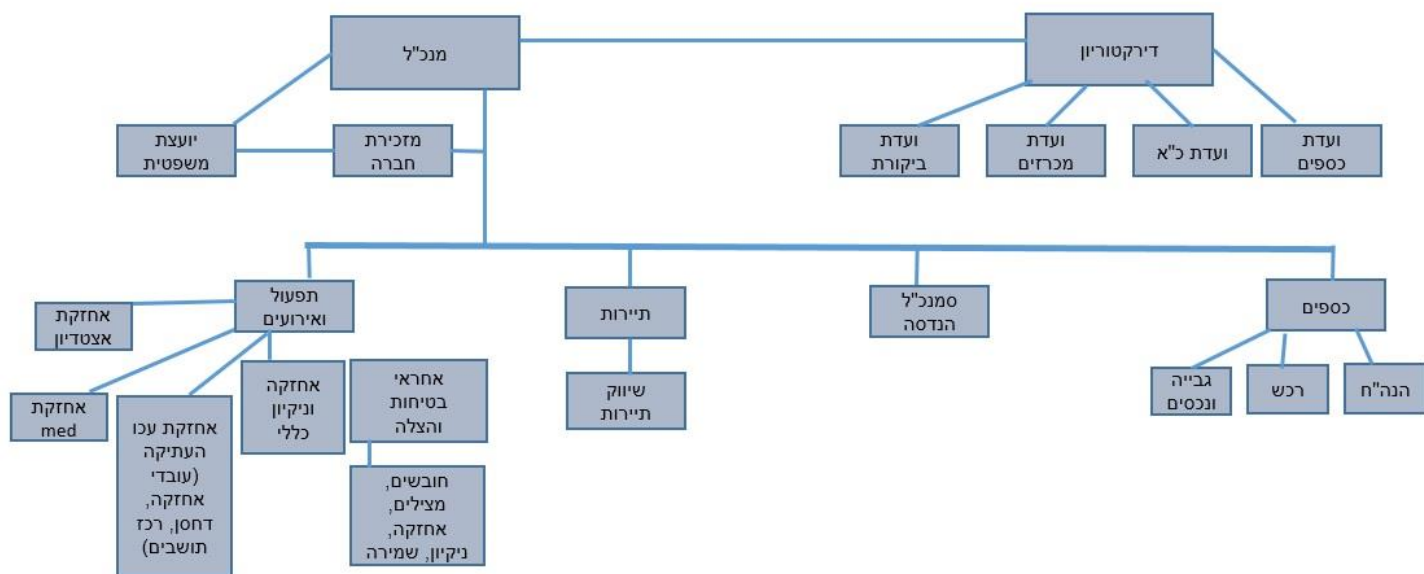 דירקטוריון
מנכ"ל
ועדת
כספים
ועדת כ"א
ועדת
מכרזים
ועדת
ביקורת
מזכירת
חברה
יועצת
משפטית
כספים
סמנכ"ל
הנדסה
תיירות
תפעול
ואירועים
הנה"ח
רכש
גבייה
ונכסים
שיווק
תיירות
אחראי
בטיחות
והצלה
חובשים,
מצילים,
אחזקה,
ניקיון, שמירה
אחזקה
וניקיון
כללי
אחזקת עכו
העתיקה
(עובדי
אחזקה,
דחסן, רכז
תושבים)
אחזקת
med
אחזקת
אצטדיון